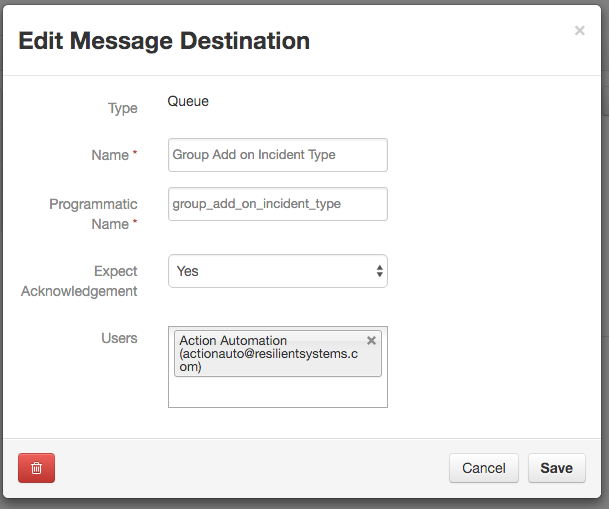 Edit Message Destination
×
Type
Queue
Name *
Group Add on Incident Type
Programmatic
Name *
group_add_on_incident_type
Expect
Acknowledgement
Yes
Users
Action Automation
(actionauto@resilientsystems.c
om)
Cancel
Save